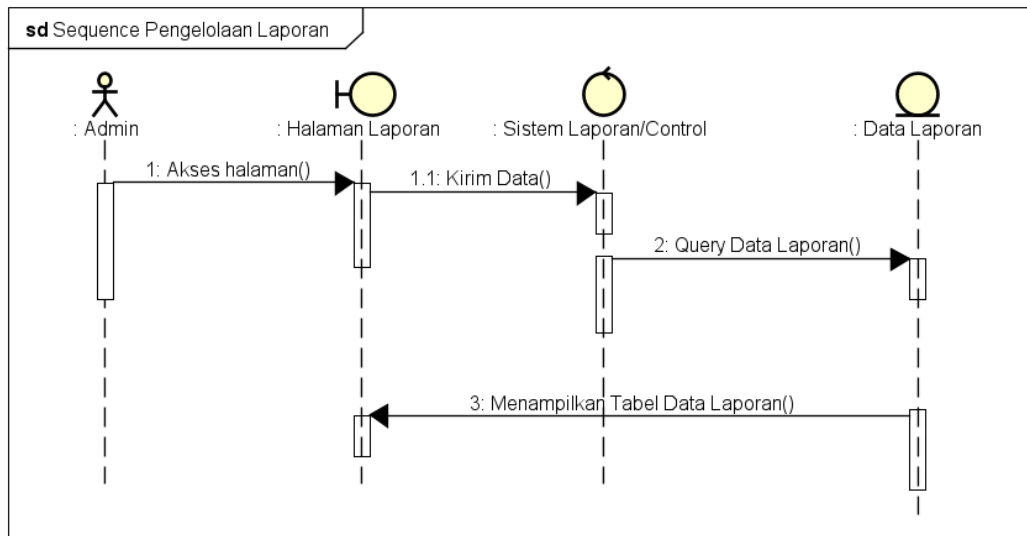 sd Sequence Pengelolaan Laporan
: Admin
: Halaman Laporan
: Sistem Laporan/Control
: Data Laporan
1: Akses halaman()
1.1: Kirim Data()
2: Query Data Laporan()
3: Menampilkan Tabel Data Laporan()